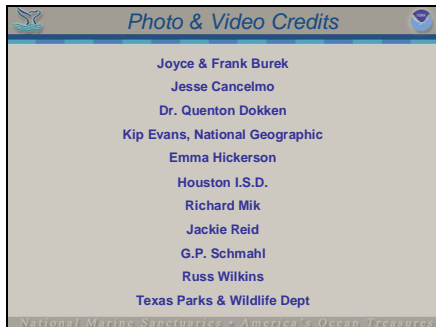 Photo & Video Credits
Joyce & Frank Burek
Jesse Cancelmo
Dr. Quenton Dokken
Kip Evans, National Geographic
Emma Hickerson
Houston I.S.D.
Richard Mik
Jackie Reid
G.P. Schmahl
Russ Wilkins
Texas Parks & Wildlife Dept
National Marine Sanctuaries • America's Ocean Treasures